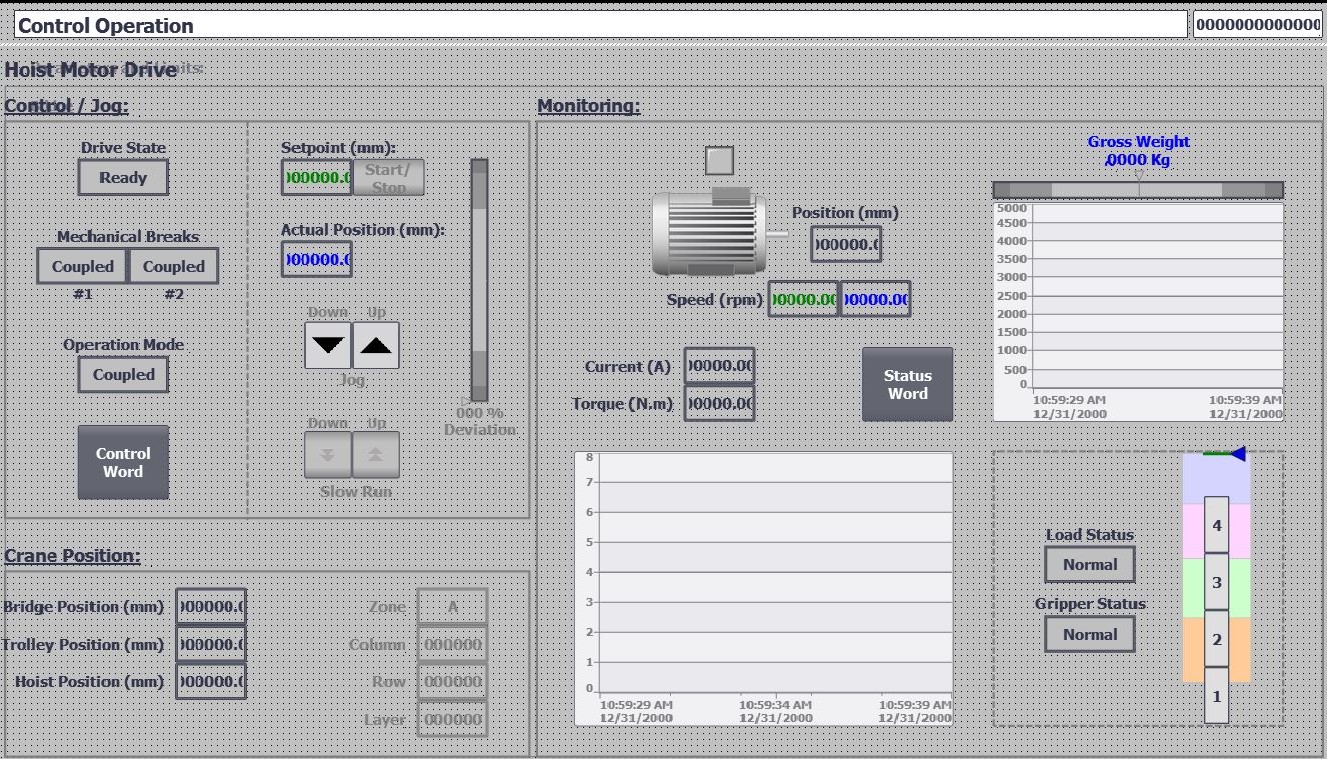 Control Operation
0000000000000
Hoist Motor Drive
Control / Jog:
Monitoring:
Drive State
Ready
Mechanical Breaks
Coupled Coupled
#1 #2
Operation Mode
Coupled
Control
Word
Setpoint (mm):
000000.0
Start/
Stop
Actual Position (mm):
000000.0
Down Up
Jog
Down Up
Slow Run
000 %
Deviation
Position (mm)
000000.0
Speed (rpm) 00000.00 00000.00
Current (A) 00000.00
Torque (N.m) 00000.00
Status
Word
Gross Weight
0000 Kg
5000
4500
4000
3500
3000
2500
2000
1500
1000
500
0
10:59:29 AM 10:59:39 AM
12/31/2000 12/31/2000
8
7
6
5
4
3
2
1
0
10:59:29 AM 10:59:34 AM 10:59:39 AM
12/31/2000 12/31/2000 12/31/2000
Load Status
Normal
Gripper Status
Normal
4
3
2
1
Crane Position:
Bridge Position (mm) 000000.0
Trolley Position (mm) 000000.0
Hoist Position (mm) 000000.0
Zone A
Column 000000
Row 000000
Layer 000000